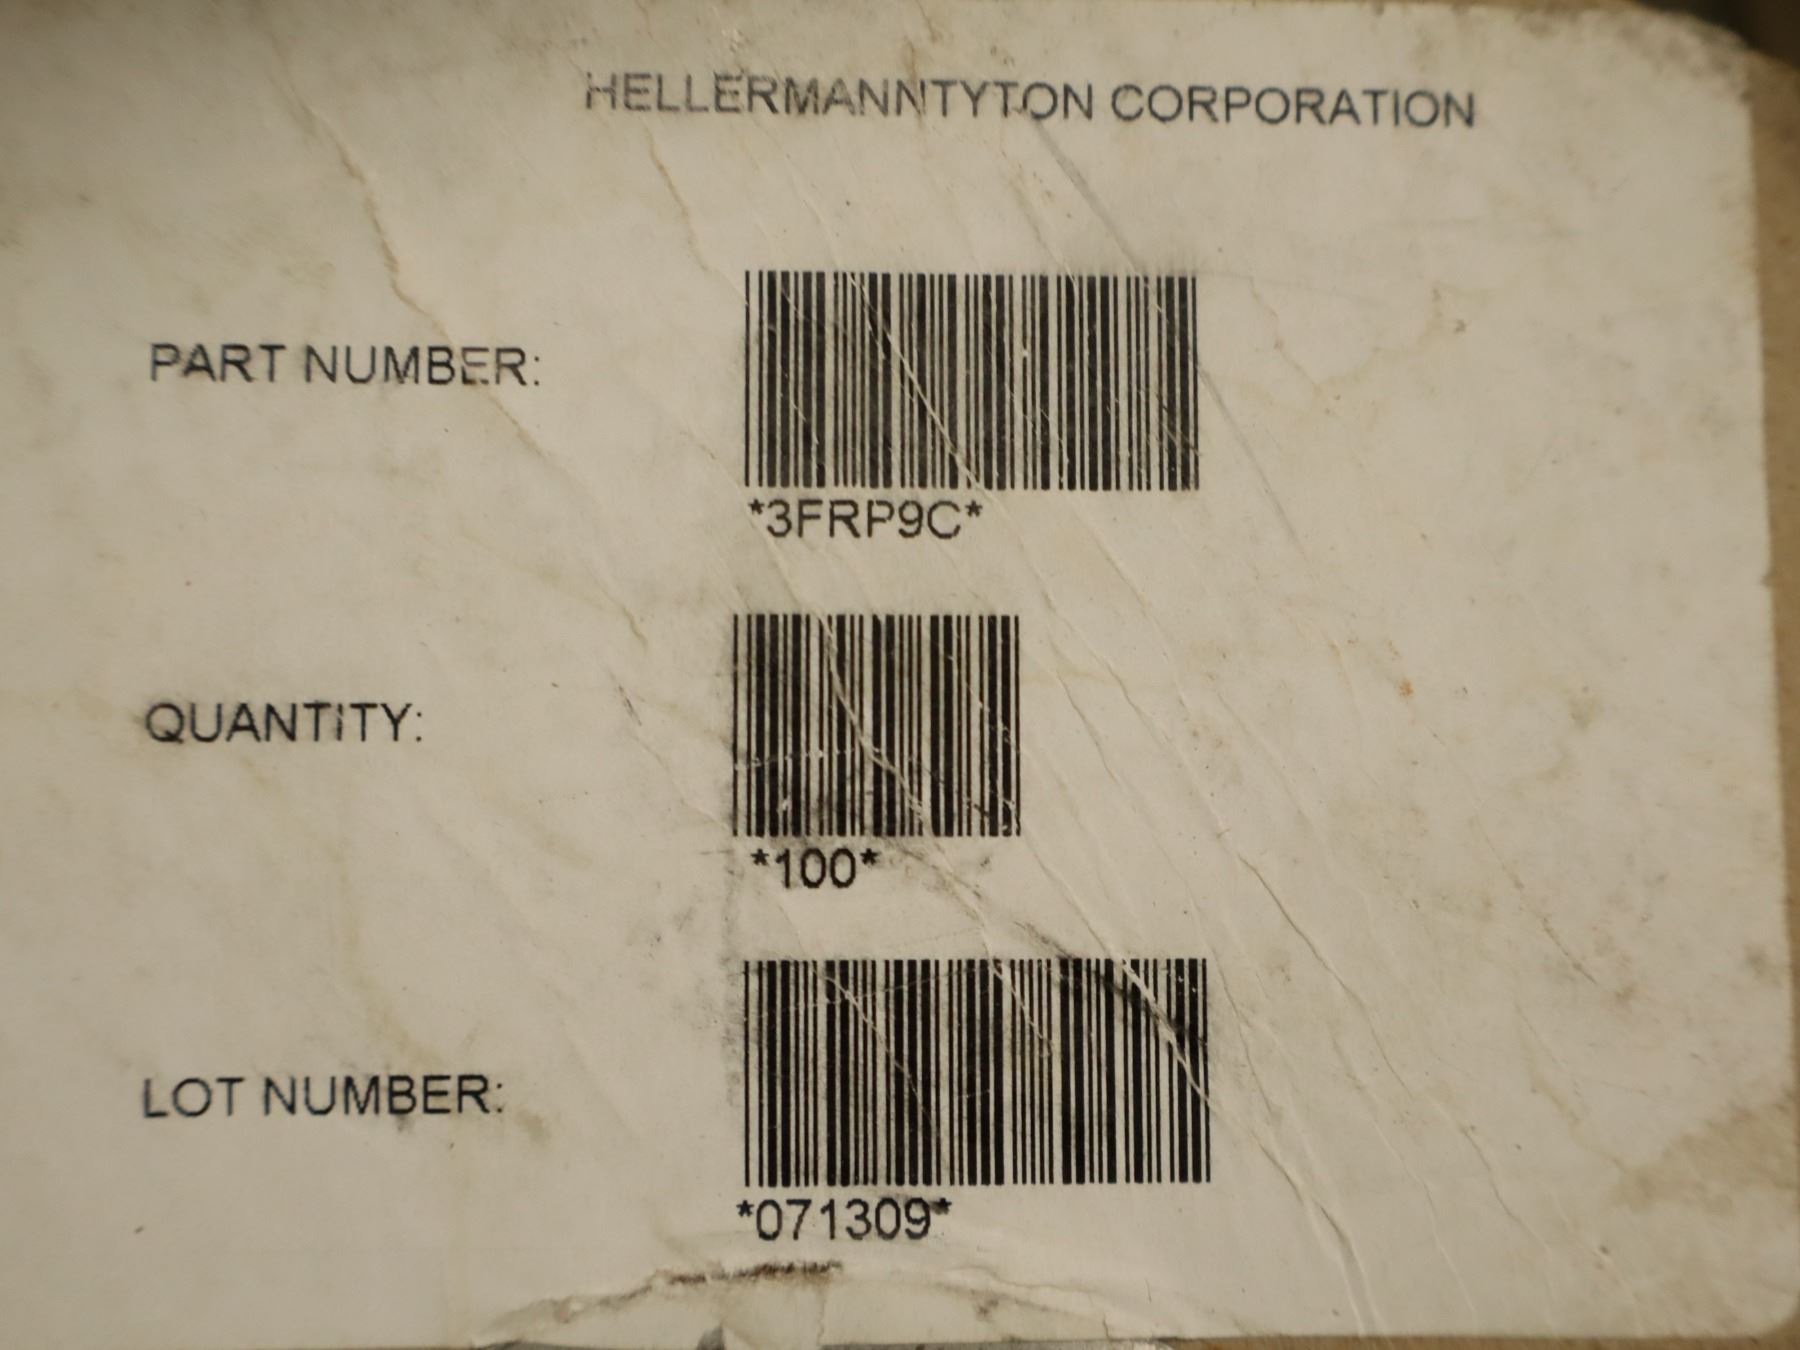 HELLERMANNTYTON CORPORATION
PART NUMBER:
*3FRP9C*
QUANTITY:
*100*
LOT NUMBER:
*071309*